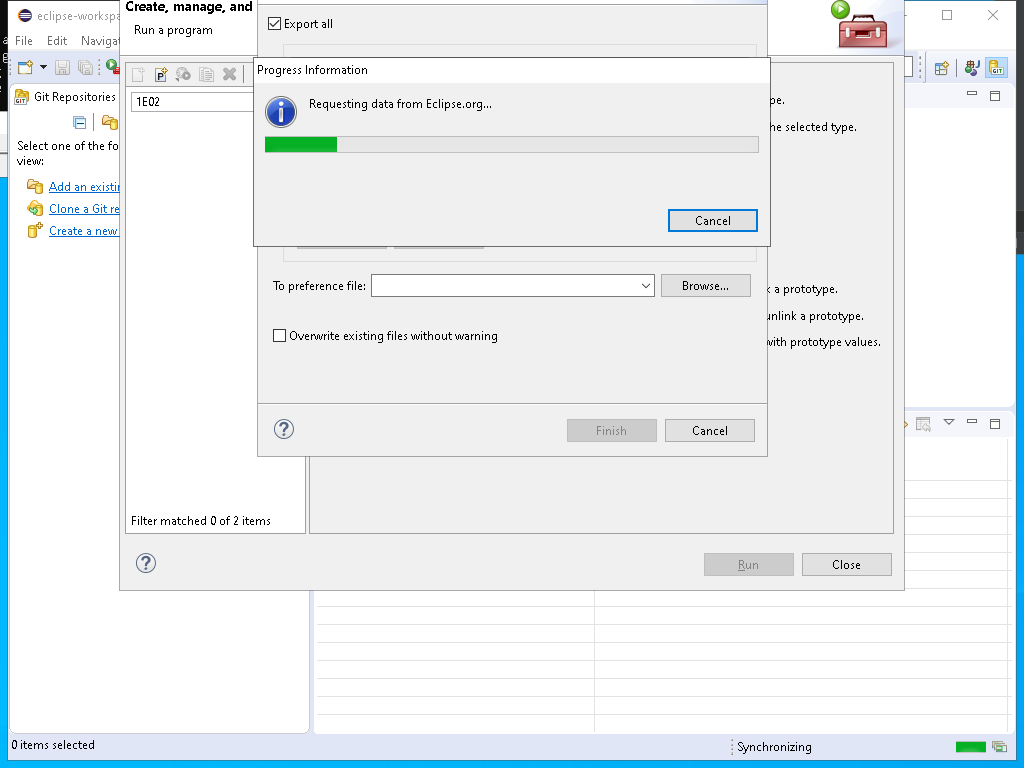 eclipse-workspa
Create, manage, and
Run a program
Export all
File Edit Navigat
Progress Information
Requesting data from Eclipse.org...
Git Repositories
1E02
pe.
he selected type.
Select one of the fo
view:
Add an existin
Clone a Git re
Create a new
Cancel
To preference file:
Browse...
k a prototype.
unlink a prototype.
Overwrite existing files without warning
with prototype values.
Finish
Cancel
Filter matched 0 of 2 items
Run
Close
0 items selected
Synchronizing